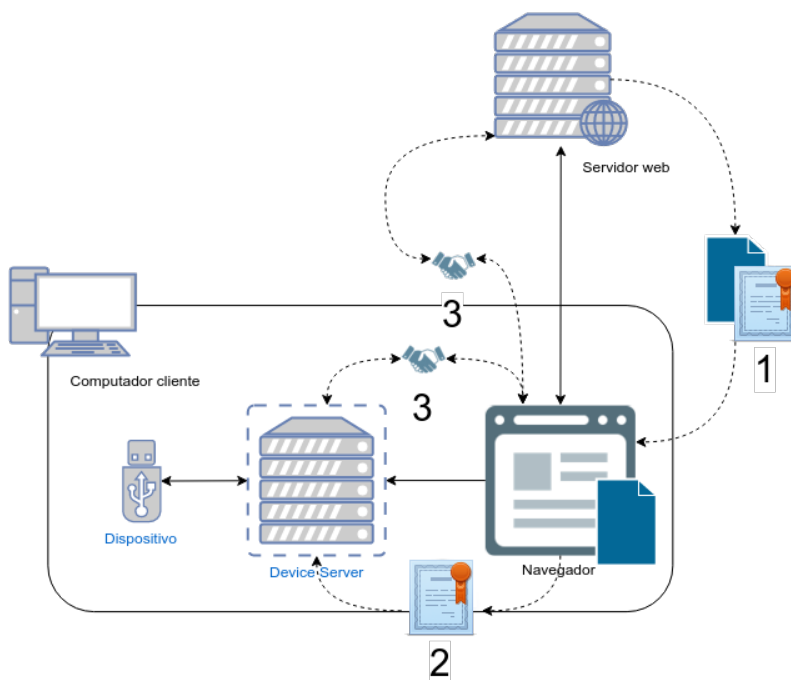 Servidor web
3
1
Computador cliente
3
Dispositivo
Device Server
Navegador
2